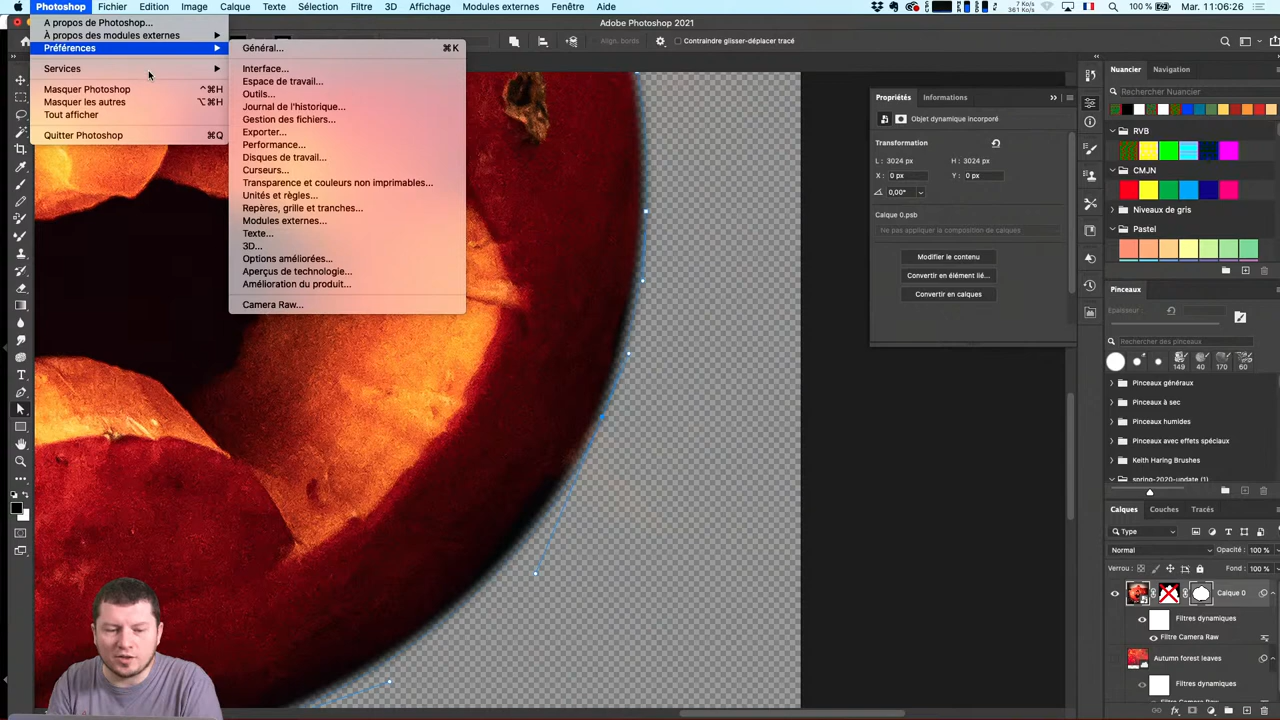 Photoshop Fichier Edition Image Calque Texte Sélection Filtre 3D Affichage Modules externes Fenêtre Aide
7 Ko/s
361 Ko/s
100 % Mar. 11:06:26
Adobe Photoshop 2021
A propos de Photoshop...
À propos des modules externes
Préférences
Services
Masquer Photoshop ^⌘H
Masquer les autres ⌥⌘H
Tout afficher
Quitter Photoshop ⌘Q
Général... ⌘K
Interface...
Espace de travail...
Outils...
Journal de l'historique...
Gestion des fichiers...
Exporter...
Performance...
Disques de travail...
Curseurs...
Transparence et couleurs non imprimables...
Unités et règles...
Repères, grille et tranches...
Modules externes...
Texte...
3D...
Options améliorées...
Aperçus de technologie...
Amélioration du produit...
Camera Raw...
Align. bords
Contraindre glisser-déplacer tracé
Propriétés Informations
Objet dynamique incorporé
Transformation
L : 3024 px H : 3024 px
X : 0 px Y : 0 px
0,00°
Calque 0.psb
Ne pas appliquer la composition de calques
Modifier le contenu
Convertir en élément lié...
Convertir en calques
Nuancier Navigation
Rechercher Nuancier
RVB
CMJN
Niveaux de gris
Pastel
Pinceaux
Epaisseur :
Rechercher des pinceaux
149 40 170 60
Pinceaux généraux
Pinceaux à sec
Pinceaux humides
Pinceaux avec effets spéciaux
Keith Haring Brushes
spring-2020-update (1)
Calques Couches Tracés
Type
Normal Opacité : 100 %
Verrou : Fond : 100 %
Calque 0
Filtres dynamiques
Filtre Camera Raw
Autumn forest leaves
Filtres dynamiques